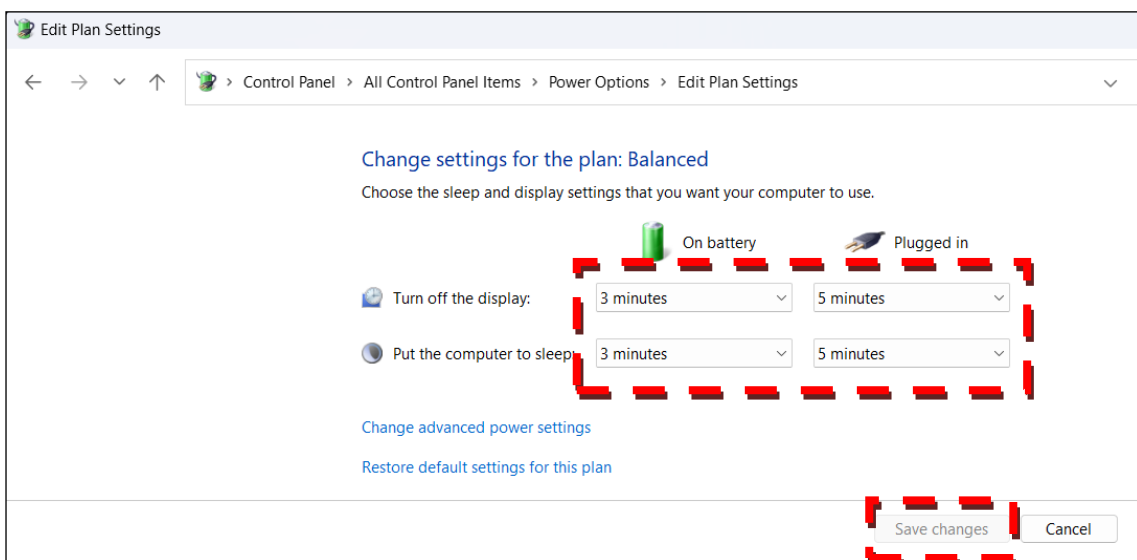 Edit Plan Settings
Control Panel > All Control Panel Items > Power Options > Edit Plan Settings
Change settings for the plan: Balanced
Choose the sleep and display settings that you want your computer to use.
On battery Plugged in
Turn off the display: 3 minutes 5 minutes
Put the computer to sleep: 3 minutes 5 minutes
Change advanced power settings
Restore default settings for this plan
Save changes Cancel